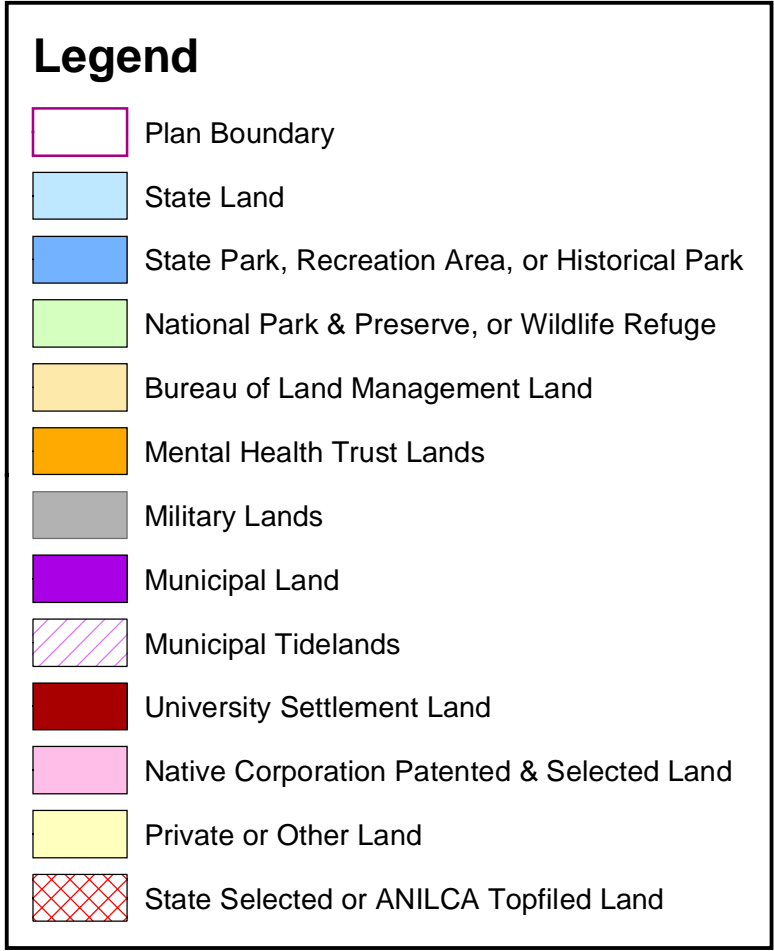 Legend
Plan Boundary
State Land
State Park, Recreation Area, or Historical Park
National Park & Preserve, or Wildlife Refuge
Bureau of Land Management Land
Mental Health Trust Lands
Military Lands
Municipal Land
Municipal Tidelands
University Settlement Land
Native Corporation Patented & Selected Land
Private or Other Land
State Selected or ANILCA Topfiled Land